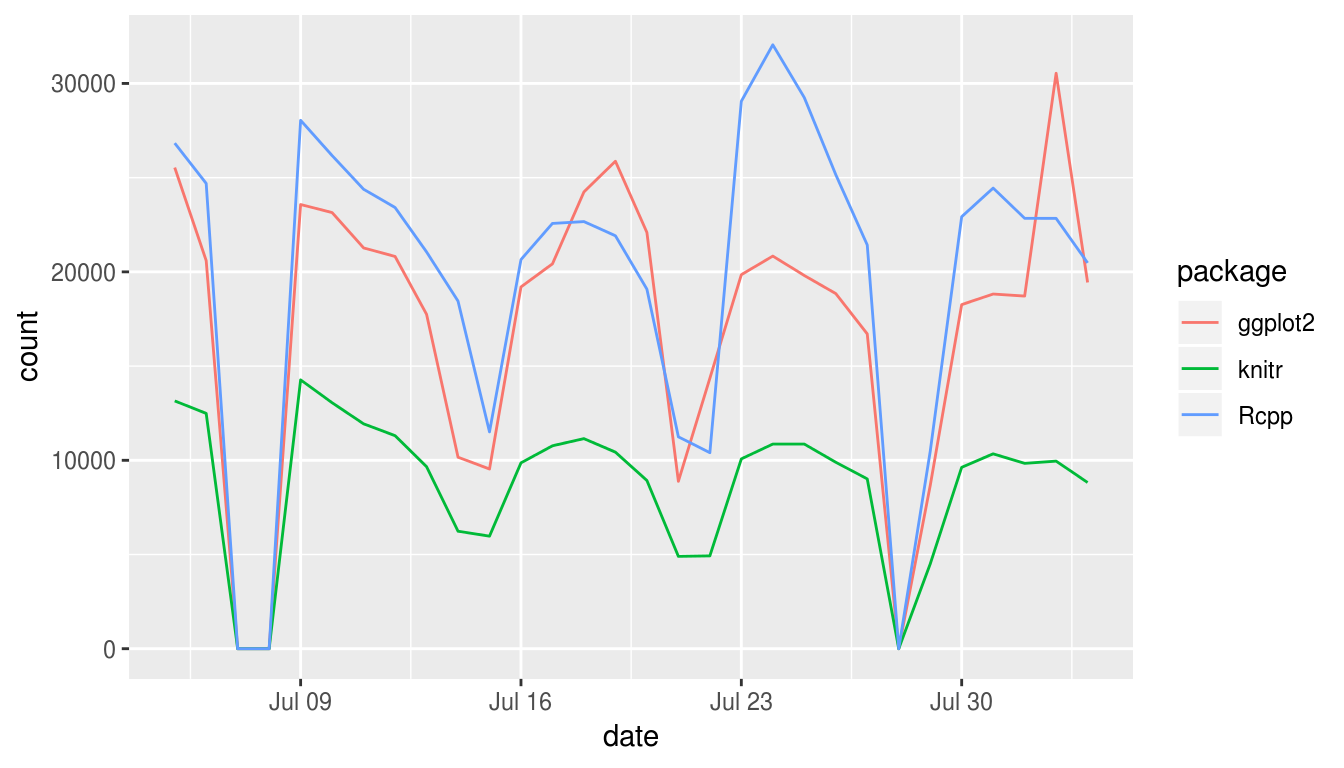 30000
20000
10000
0
count
Jul 09
Jul 16
Jul 23
Jul 30
date
package
ggplot2
knitr
Rcpp